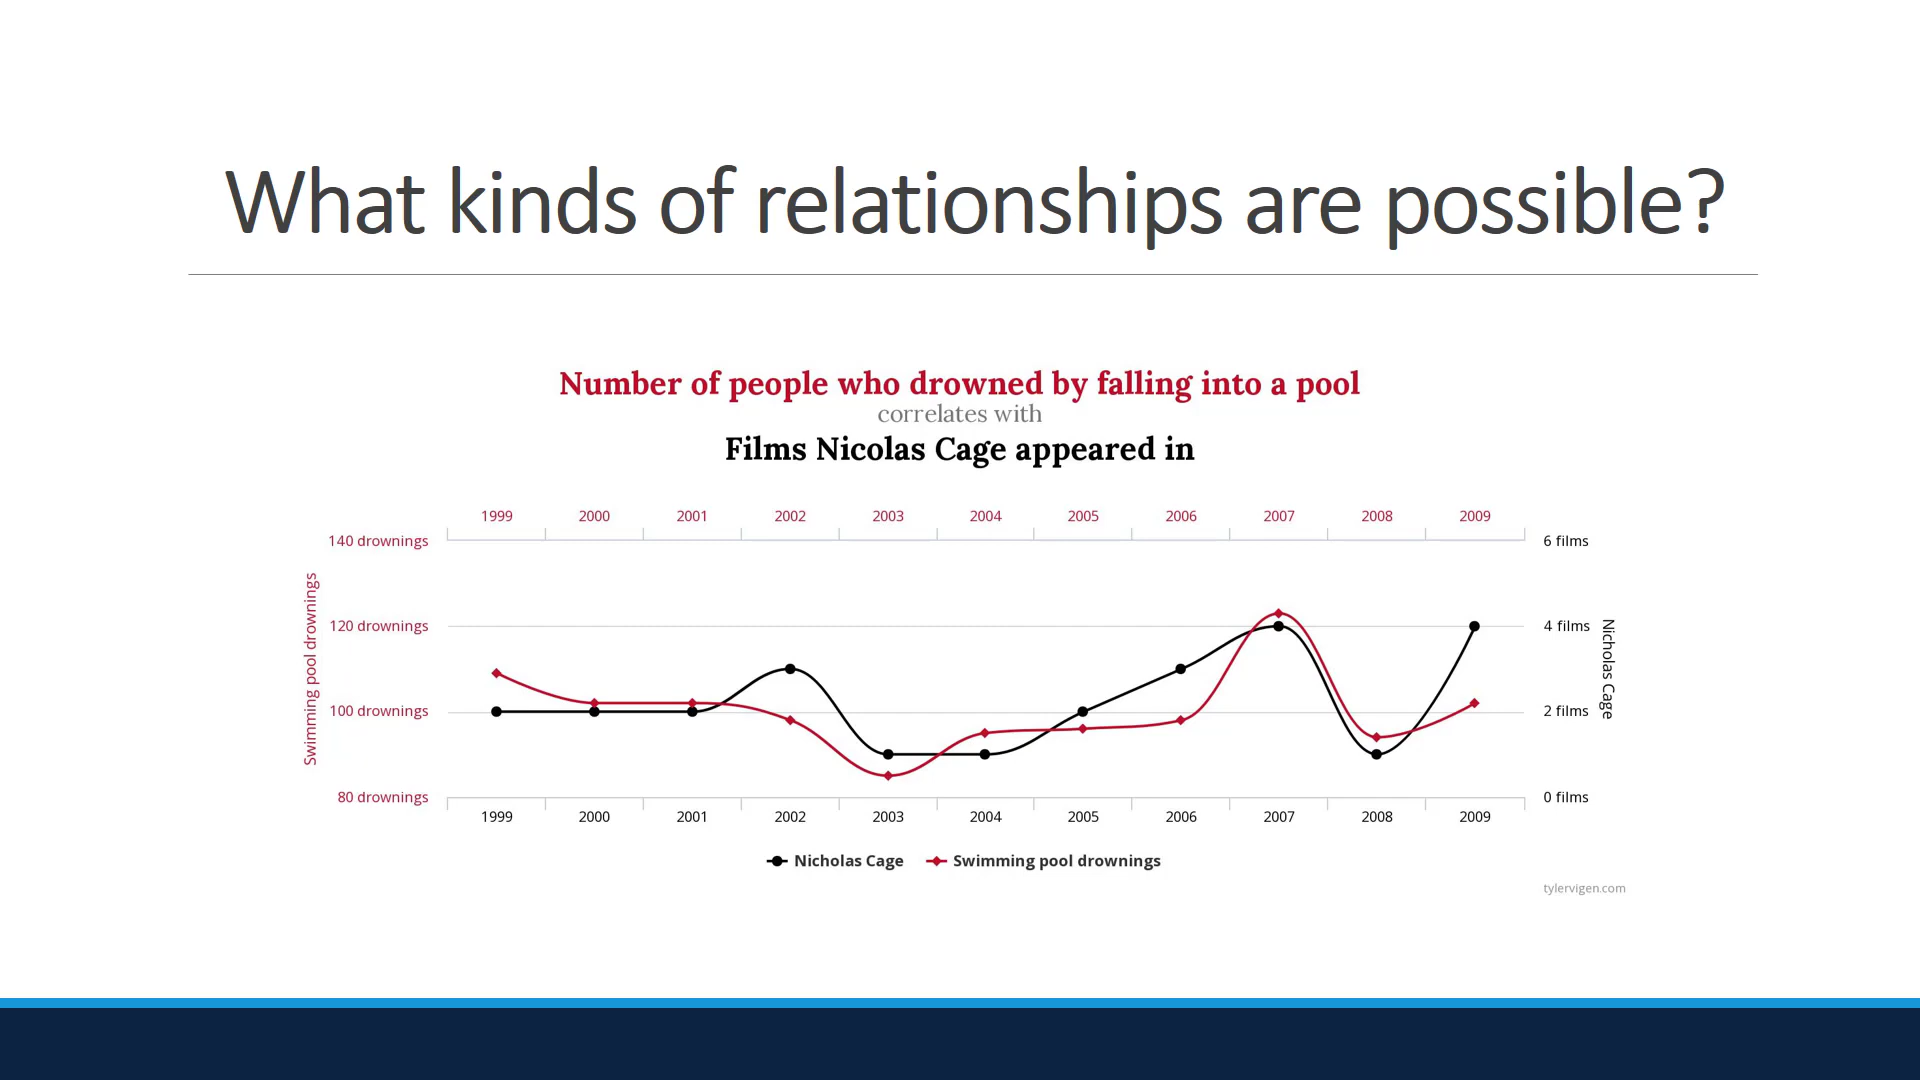 What kinds of relationships are possible?
Number of people who drowned by falling into a pool
correlates with
Films Nicolas Cage appeared in
1999 2000 2001 2002 2003 2004 2005 2006 2007 2008 2009
140 drownings
6 films
Swimming pool drownings
120 drownings
4 films
Nicholas Cage
100 drownings
2 films
80 drownings
0 films
1999 2000 2001 2002 2003 2004 2005 2006 2007 2008 2009
Nicholas Cage Swimming pool drownings
tylervigen.com